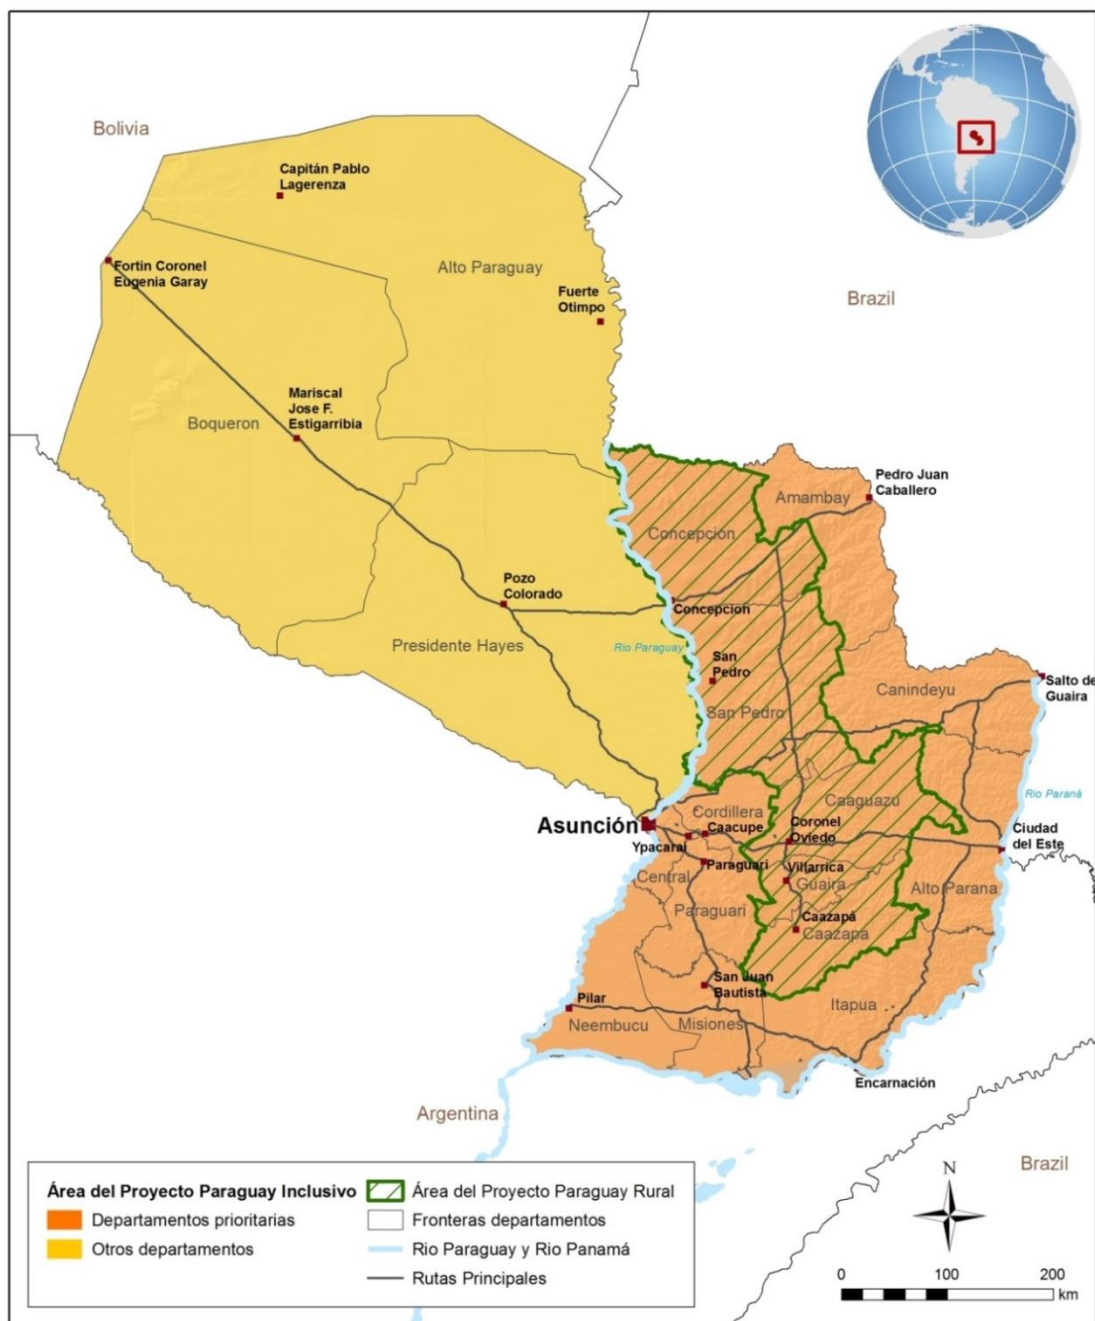 Bolivia
Capitán Pablo
Lagerenza
Fortin Coronel
Eugenia Garay
Alto Paraguay
Fuerte
Otimpo
Brazil
Mariscal
Jose F.
Estigarribia
Boqueron
Pedro Juan
Caballero
Amambay
Concepción
Pozo
Colorado
Concepcion
Presidente Hayes
Rio Paraguay
San
Pedro
Salto de
Guaira
Canindeyu
San Pedro
Rio Paraná
Caaguazú
Cordillera
Asunción
Caacupe
Coronel
Oviedo
Ciudad
del Este
Ypacarai
Paraguari
Villarrica
Central
Guaira
Alto Parana
Paraguari
Caazapá
Caazapa
San Juan
Bautista
Pilar
Itapua
Neembucu
Misiones
Encarnación
Argentina
Brazil
N
Área del Proyecto Paraguay Inclusivo
Departamentos prioritarias
Otros departamentos
Área del Proyecto Paraguay Rural
Fronteras departamentos
Rio Paraguay y Rio Panamá
Rutas Principales
0 100 200
km